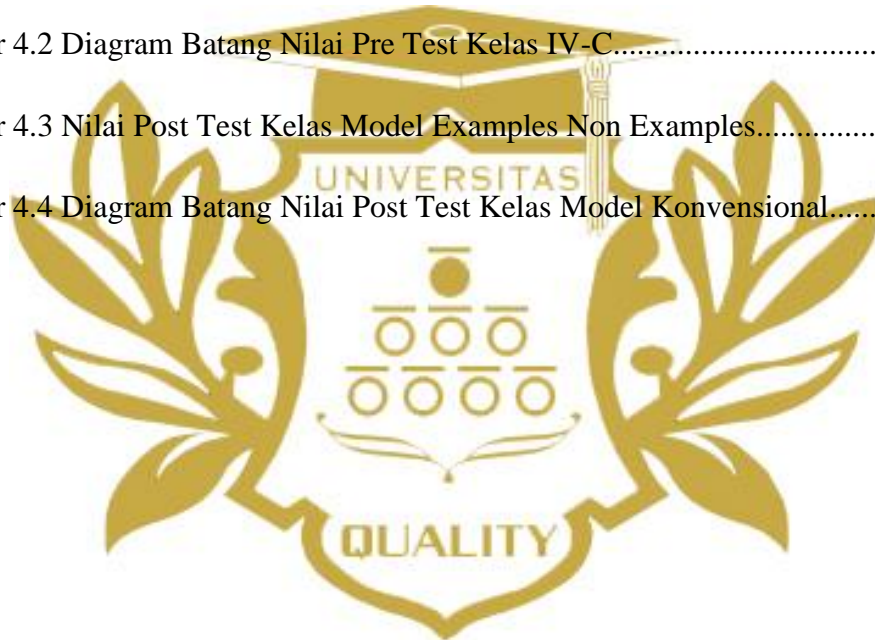 r 4.2 Diagram Batang Nilai Pre Test Kelas IV-C.................................
r 4.3 Nilai Post Test Kelas Model Examples Non Examples...............
UNIVERSITAS
r 4.4 Diagram Batang Nilai Post Test Kelas Model Konvensional......
QUALITY